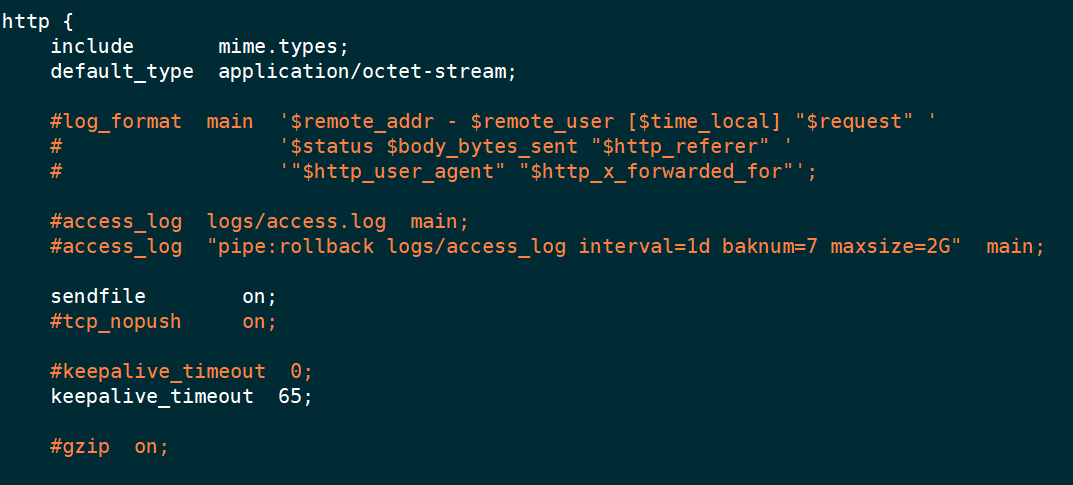 http {
    include       mime.types;
    default_type  application/octet-stream;

    #log_format  main  '$remote_addr - $remote_user [$time_local] "$request" '
    #                  '$status $body_bytes_sent "$http_referer" '
    #                  '"$http_user_agent" "$http_x_forwarded_for"';

    #access_log  logs/access.log  main;
    #access_log  "pipe:rollback logs/access_log interval=1d baknum=7 maxsize=2G"  main;

    sendfile        on;
    #tcp_nopush     on;

    #keepalive_timeout  0;
    keepalive_timeout  65;

    #gzip  on;